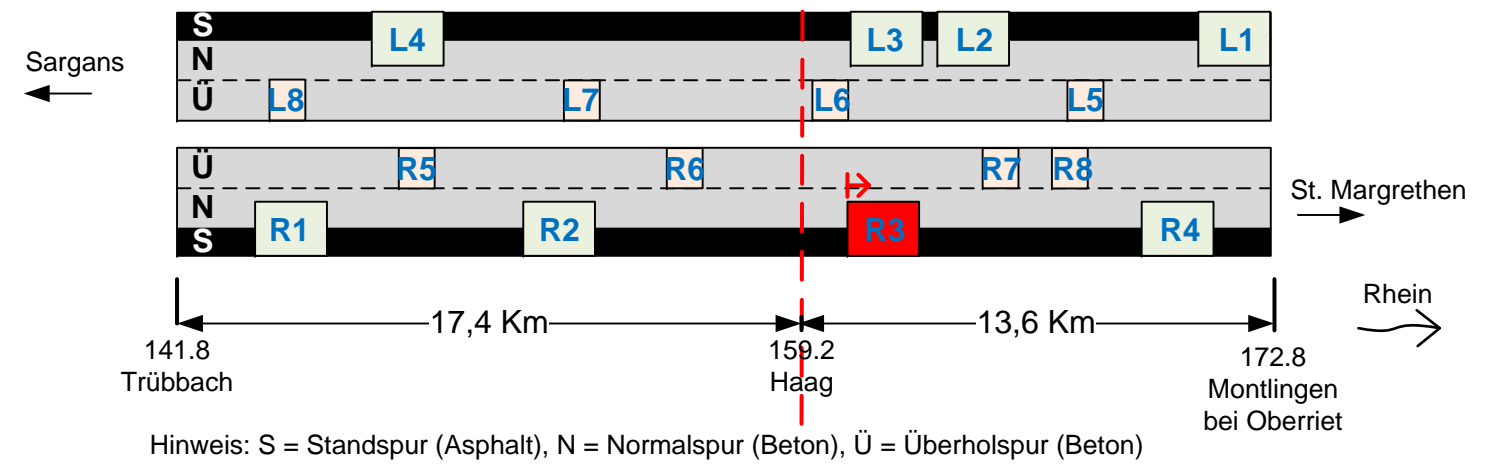 S
N
Ü
L4
L3
L2
L1
Sargans
L8
L7
L6
L5
Ü
N
S
R5
R6
R7
R8
St. Margrethen
R1
R2
R3
R4
Rhein
17,4 Km
13,6 Km
141.8
Trübbach
159.2
Haag
172.8
Montlingen
bei Oberriet
Hinweis: S = Standspur (Asphalt), N = Normalspur (Beton), Ü = Überholspur (Beton)